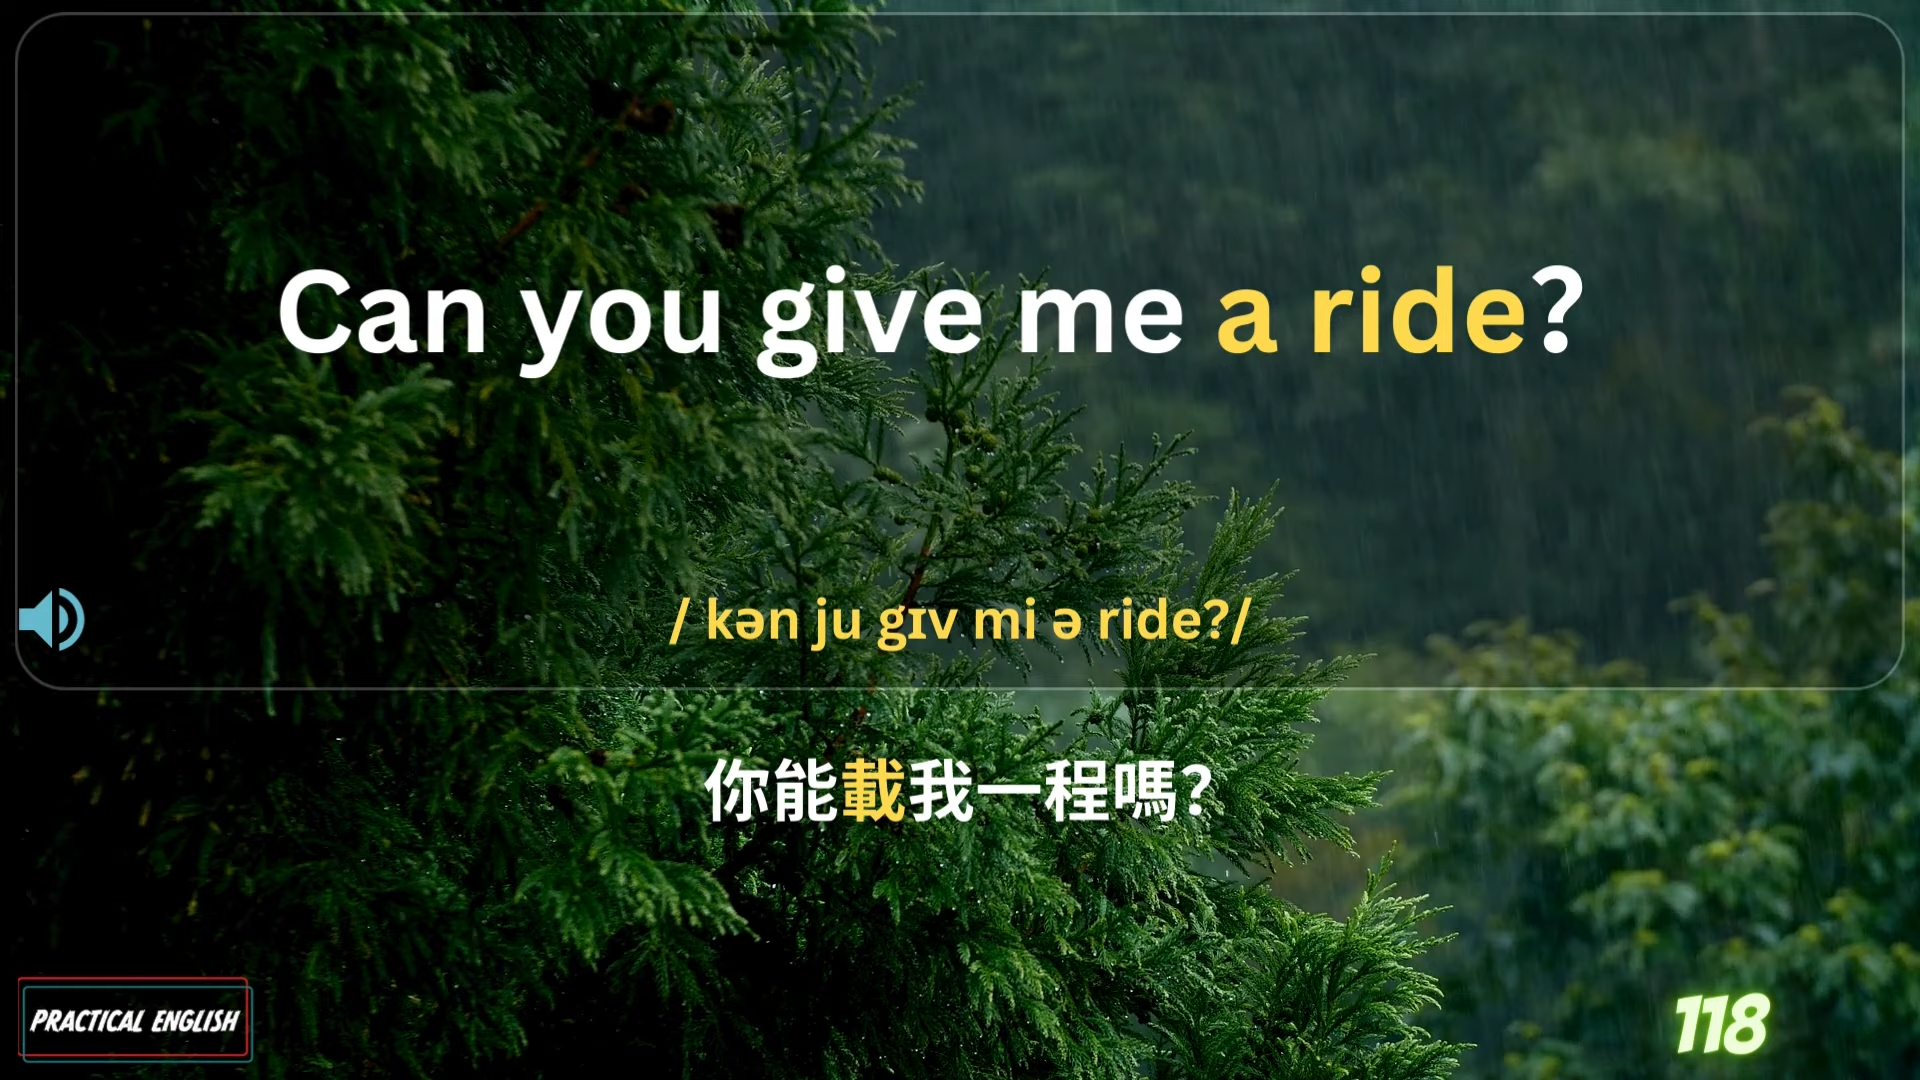 Can you give me a ride?
/ kən ju gɪv mi ə ride?/
你能載我一程嗎?
PRACTICAL ENGLISH
118